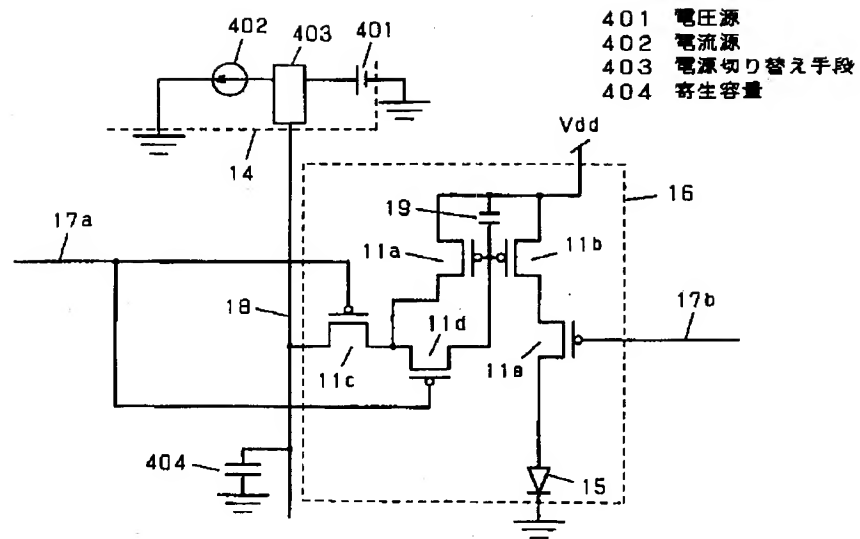 402
403
401
401 電圧源
402 電流源
403 電源切り替え手段
404 寄生容量
Vdd
14
16
19
17a
11a
11b
18
11d
17b
11c
11e
404
15